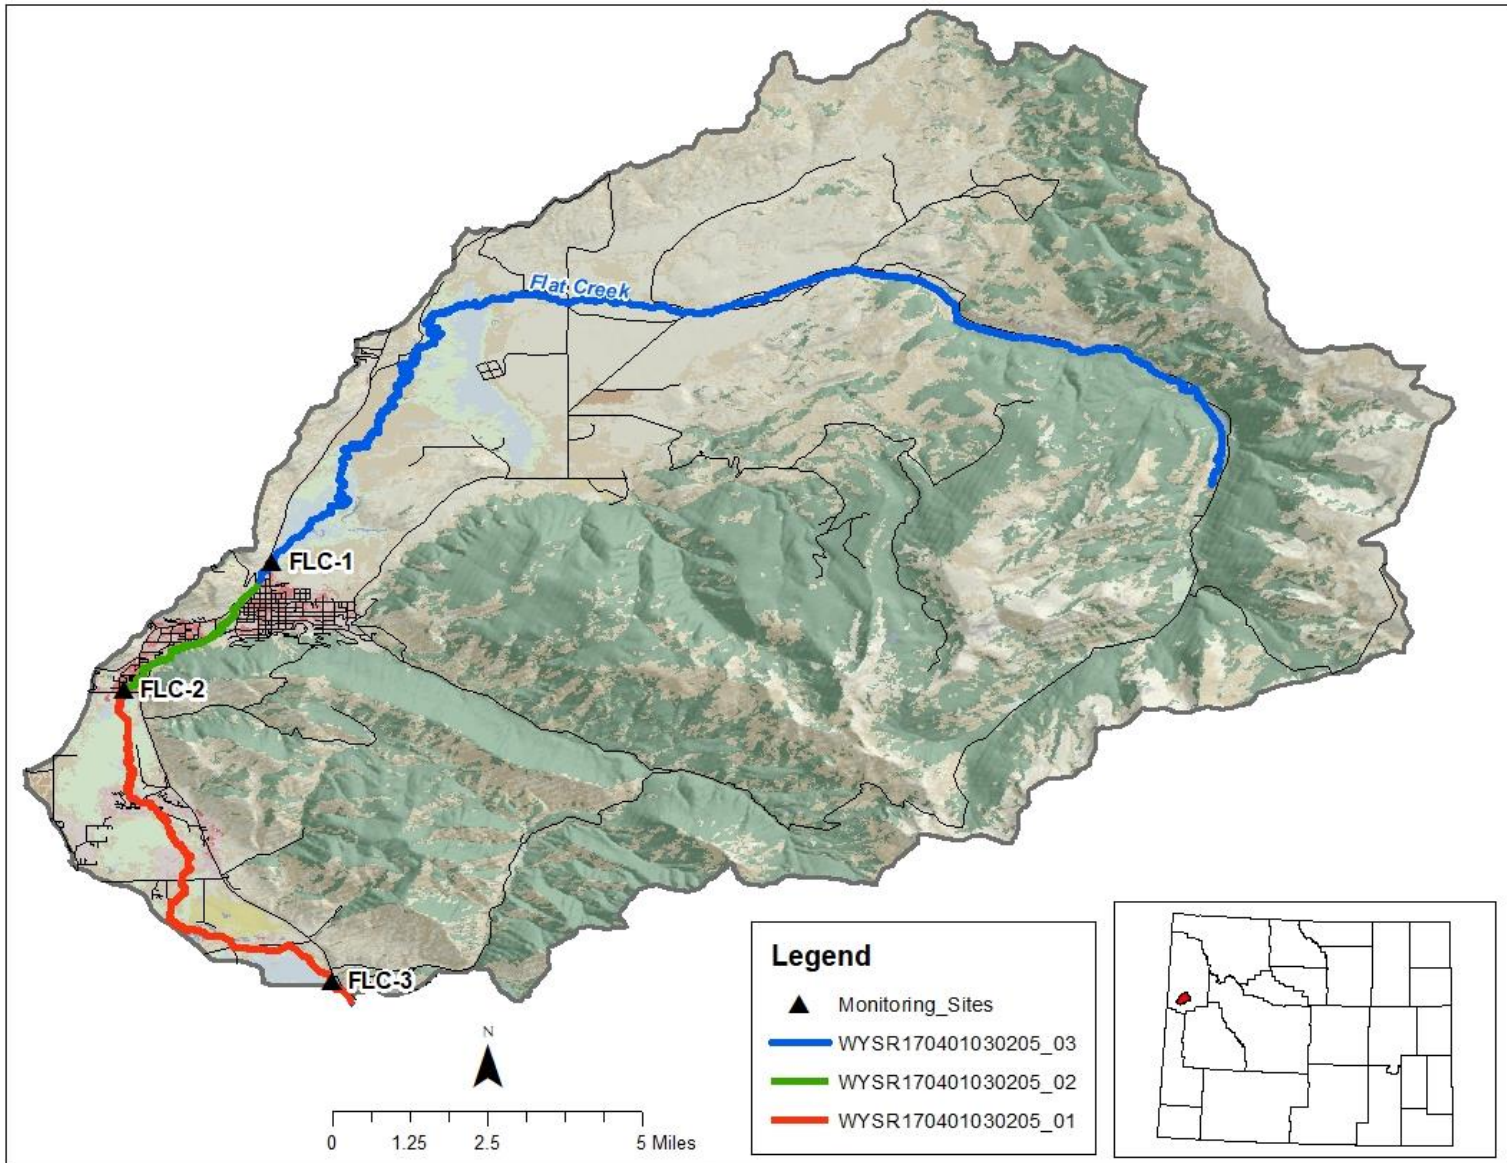 Flat Creek
FLC-1
FLC-2
FLC-3
Legend
Monitoring_Sites
WYSR170401030205_03
WYSR170401030205_02
WYSR170401030205_01
N
0 1.25 2.5 5 Miles